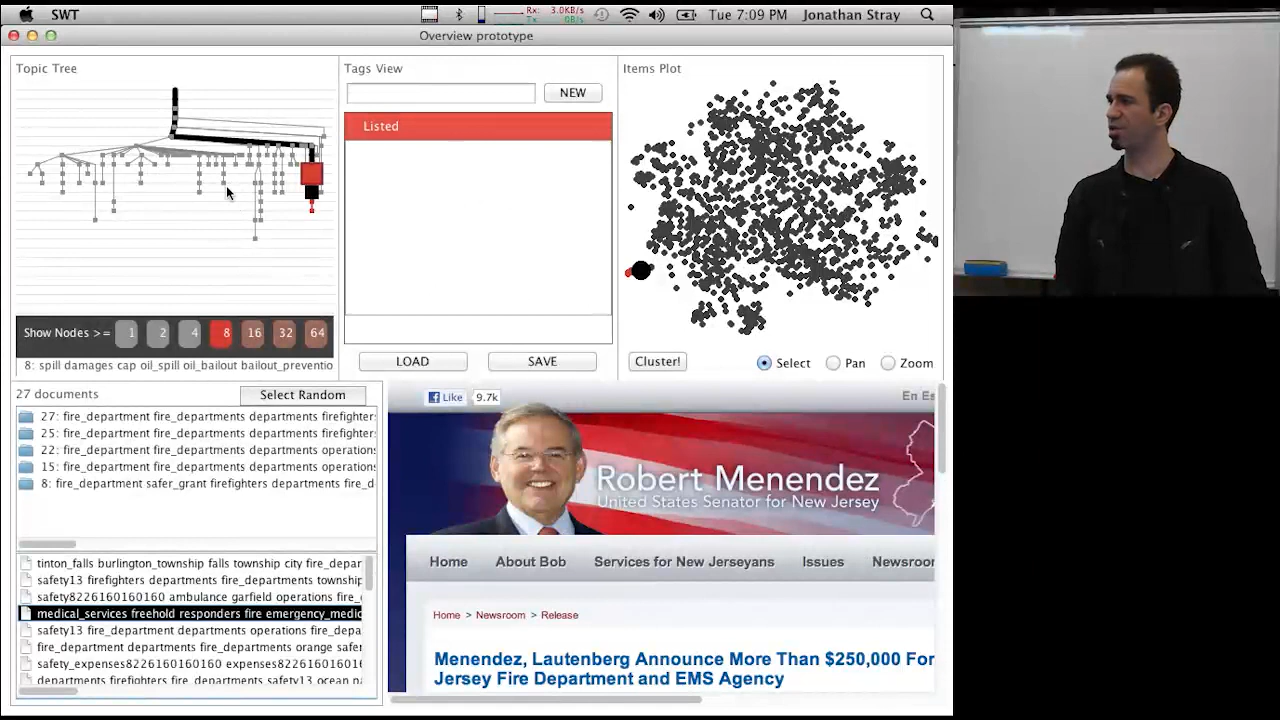 SWT
Rx: 3.0KB/s
Tx: 0B/s
Tue 7:09 PM
Jonathan Stray
Overview prototype
Topic Tree
Tags View
Items Plot
NEW
Listed
Show Nodes >= 1 2 4 8 16 32 64
LOAD
SAVE
Cluster!
Select
Pan
Zoom
8: spill damages cap oil_spill oil_bailout bailout_preventio
27 documents
Select Random
27: fire_department fire_departments departments firefighters
25: fire_department fire_departments departments firefighters
22: fire_department fire_departments departments operations
15: fire_department fire_departments departments operations
8: fire_department safer_grant firefighters departments fire_d
tinton_falls burlington_township falls township city fire_depar
safety13 firefighters departments fire_departments township
safety8226160160160 ambulance garfield operations fire_
medical_services freehold responders fire emergency_medic
safety13 fire_department departments operations fire_depa
fire_department departments fire_departments orange safer
safety_expenses8226160160160 expenses82261601601
departments firefighters fire_departments safety13 ocean
Like 9.7k
En Es
Robert Menendez
United States Senator for New Jersey
Home
About Bob
Services for New Jerseyans
Issues
Newsroor
Home > Newsroom > Release
Menendez, Lautenberg Announce More Than $250,000 For
Jersey Fire Department and EMS Agency